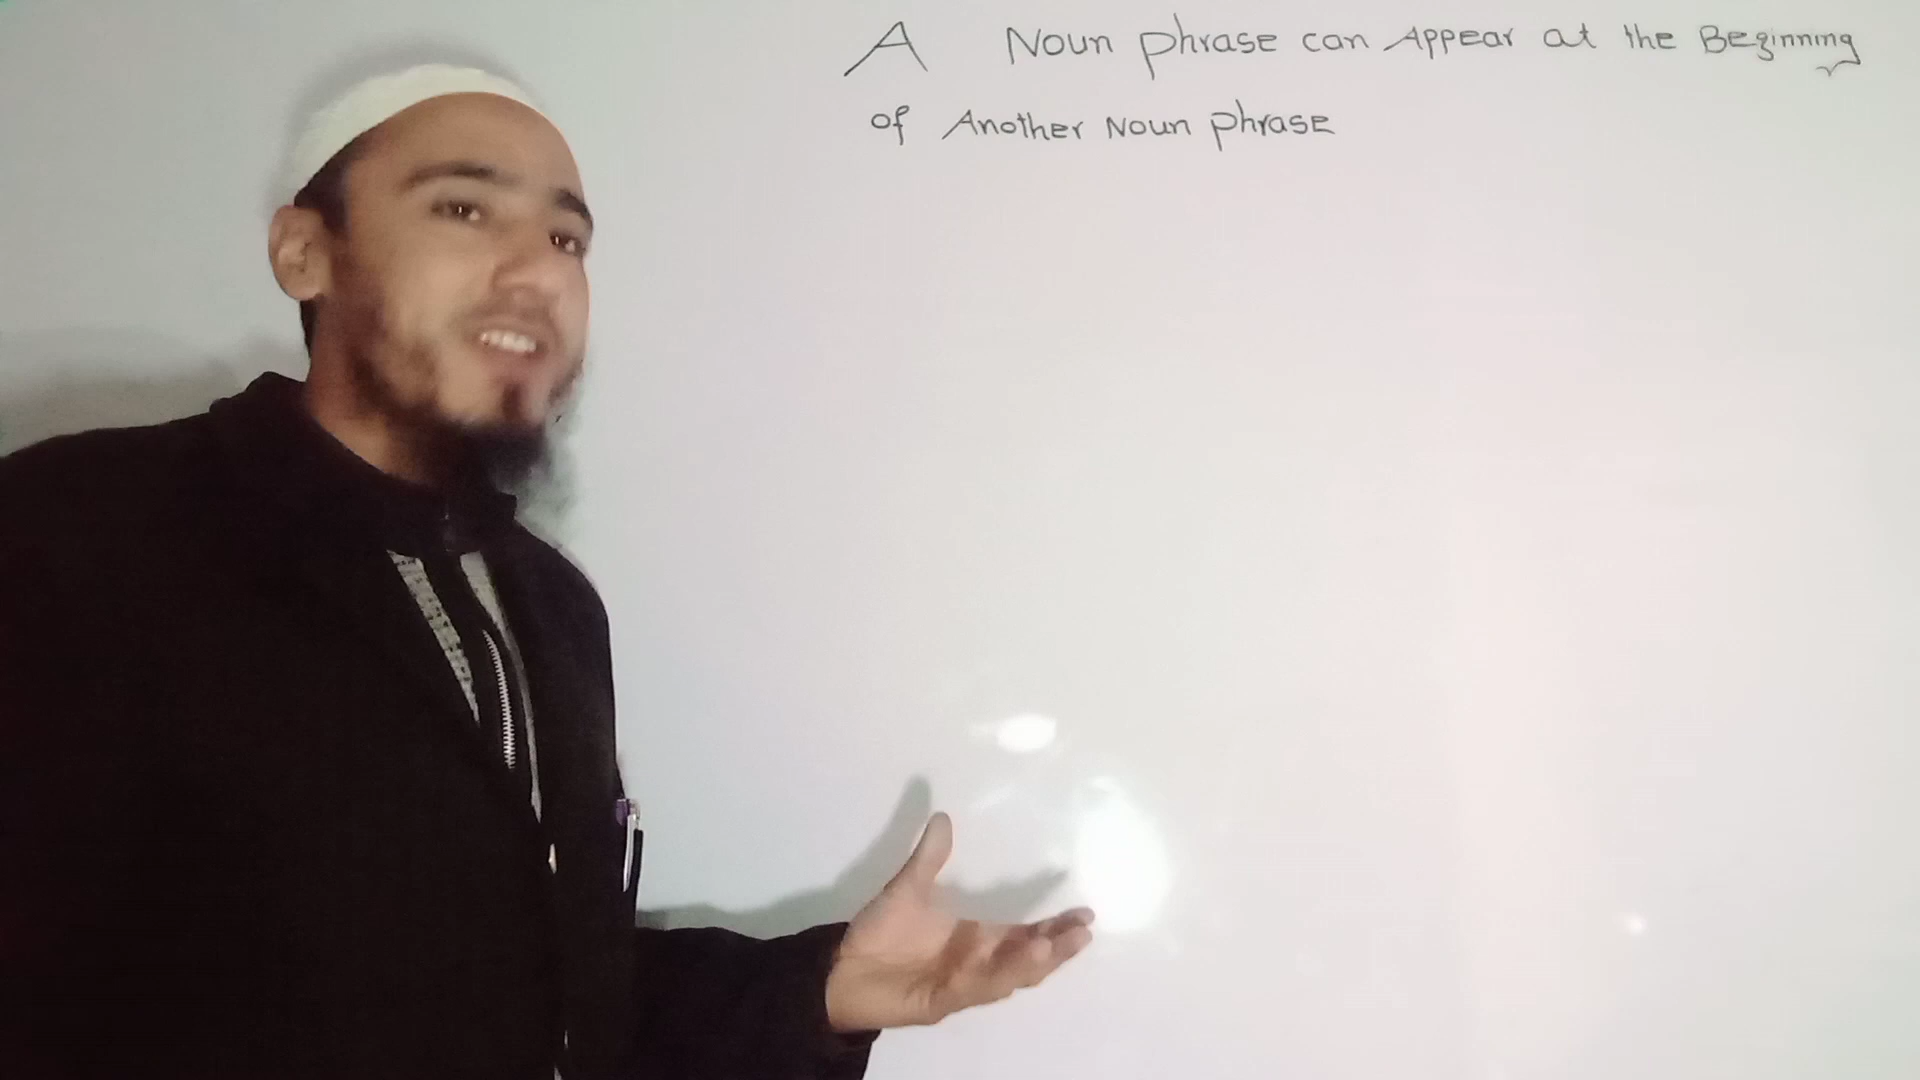 A Noun phrase can Appear at the Beginning
of Another Noun phrase